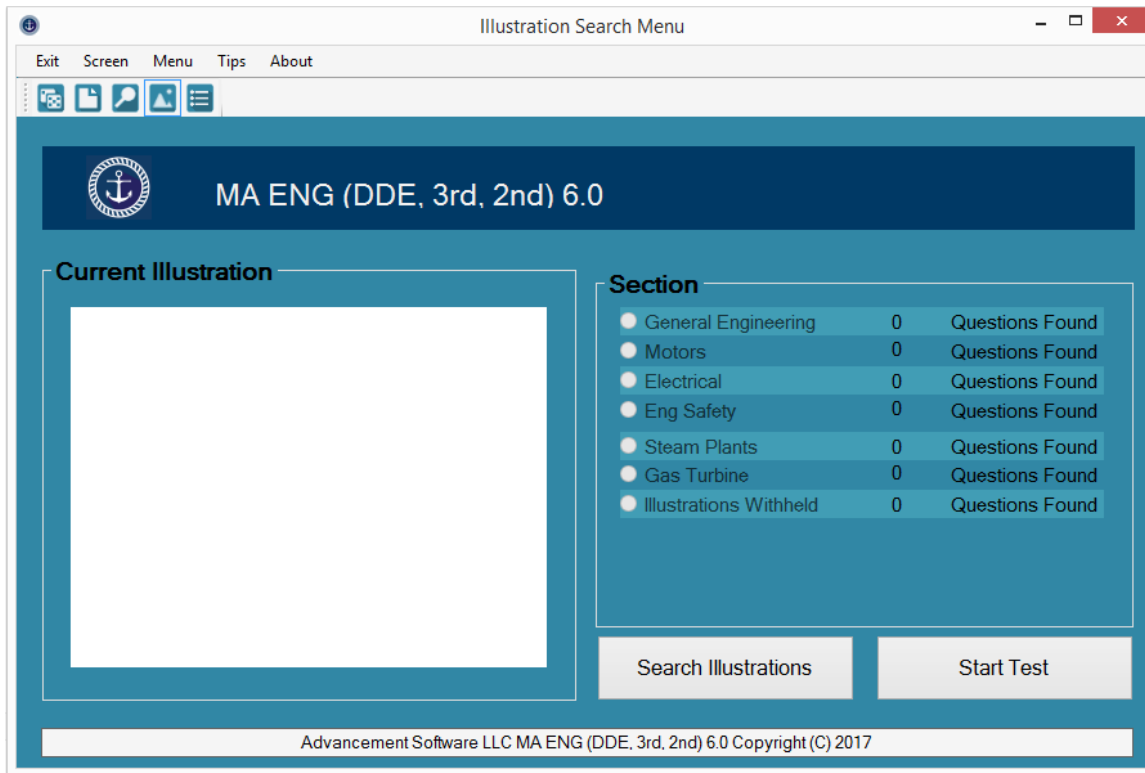 Illustration Search Menu
Exit Screen Menu Tips About
MA ENG (DDE, 3rd, 2nd) 6.0
Current Illustration
Section
General Engineering 0 Questions Found
Motors 0 Questions Found
Electrical 0 Questions Found
Eng Safety 0 Questions Found
Steam Plants 0 Questions Found
Gas Turbine 0 Questions Found
Illustrations Withheld 0 Questions Found
Search Illustrations Start Test
Advancement Software LLC MA ENG (DDE, 3rd, 2nd) 6.0 Copyright (C) 2017